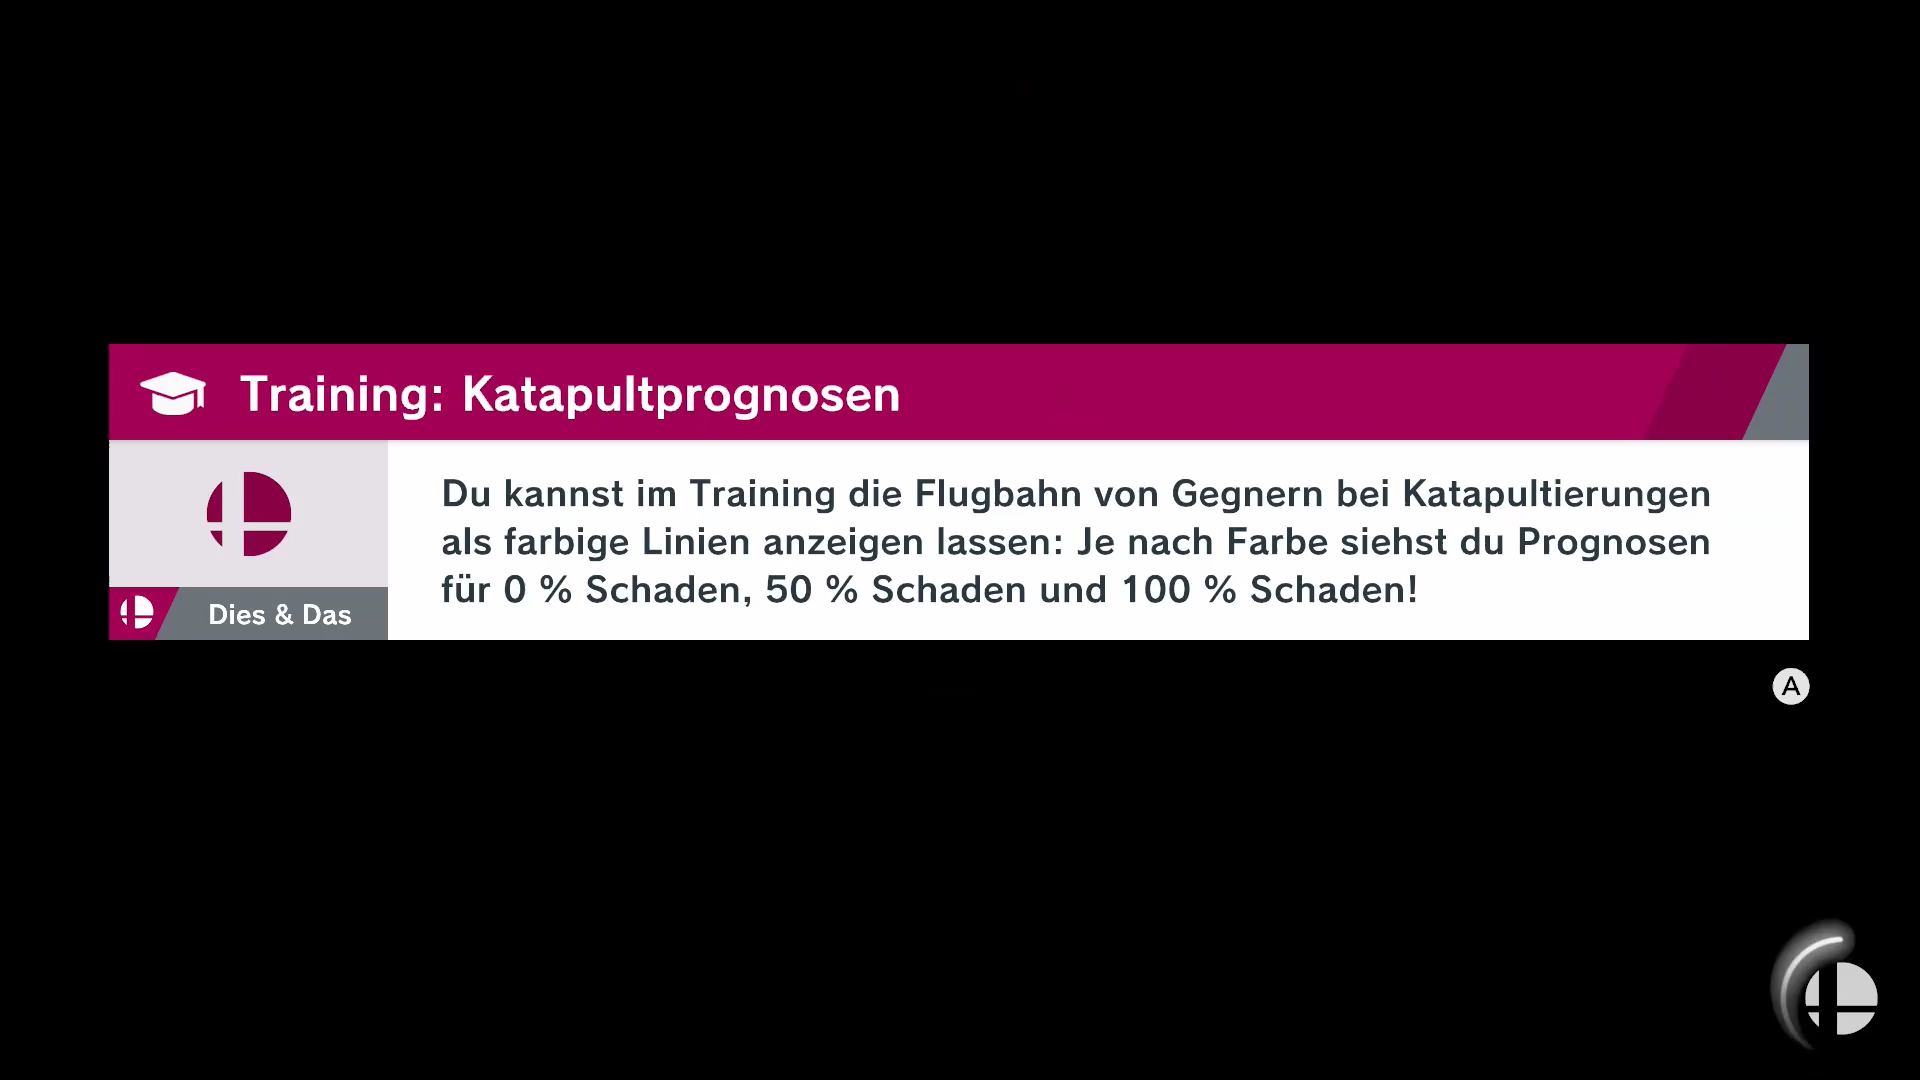 Training: Katapultprognosen
Du kannst im Training die Flugbahn von Gegnern bei Katapultierungen
als farbige Linien anzeigen lassen: Je nach Farbe siehst du Prognosen
für 0 % Schaden, 50 % Schaden und 100 % Schaden!
Dies & Das
A